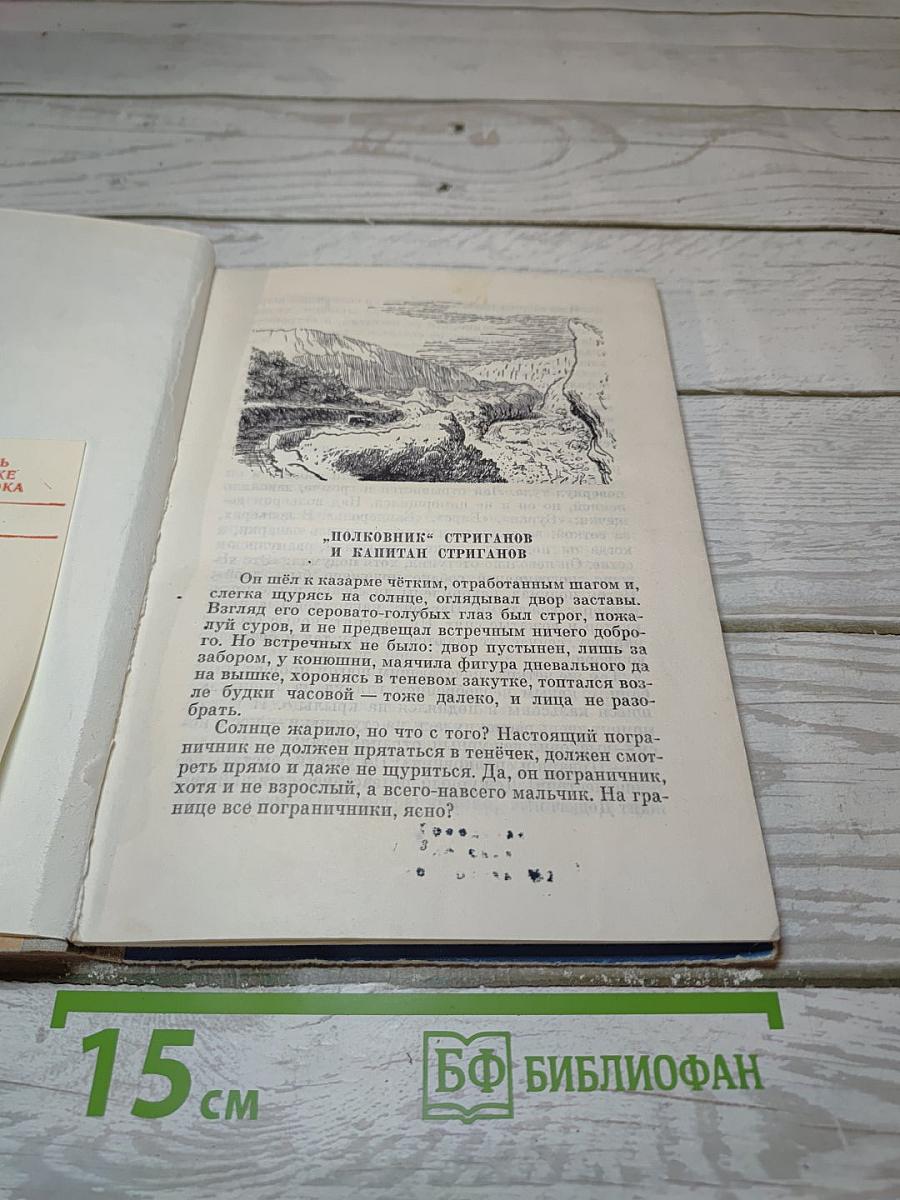 Ь
КЕ
ОКА
„ПОЛКОВНИК“ СТРИГАНОВ
И КАПИТАН СТРИГАНОВ
Он шёл к казарме чётким, отработанным шагом и,
слегка щурясь на солнце, оглядывал двор заставы.
Взгляд его серовато-голубых глаз был строг, пожа-
луй суров, и не предвещал встречным ничего добро-
го. Но встречных не было: двор пустынен, лишь за
забором, у конюшни, маячила фигура дневального да
на вышке, хоронясь в теневом закутке, топтался воз-
ле будки часовой — тоже далеко, и лица не разо-
брать.
Солнце жарило, но что с того? Настоящий погра-
ничник не должен прятаться в тенёчек, должен смот-
реть прямо и даже не щуриться. Да, он пограничник,
хотя и не взрослый, а всего-навсего мальчик. На гра-
нице все пограничники, ясно?
3
15 см
БФ БИБЛИОФАН